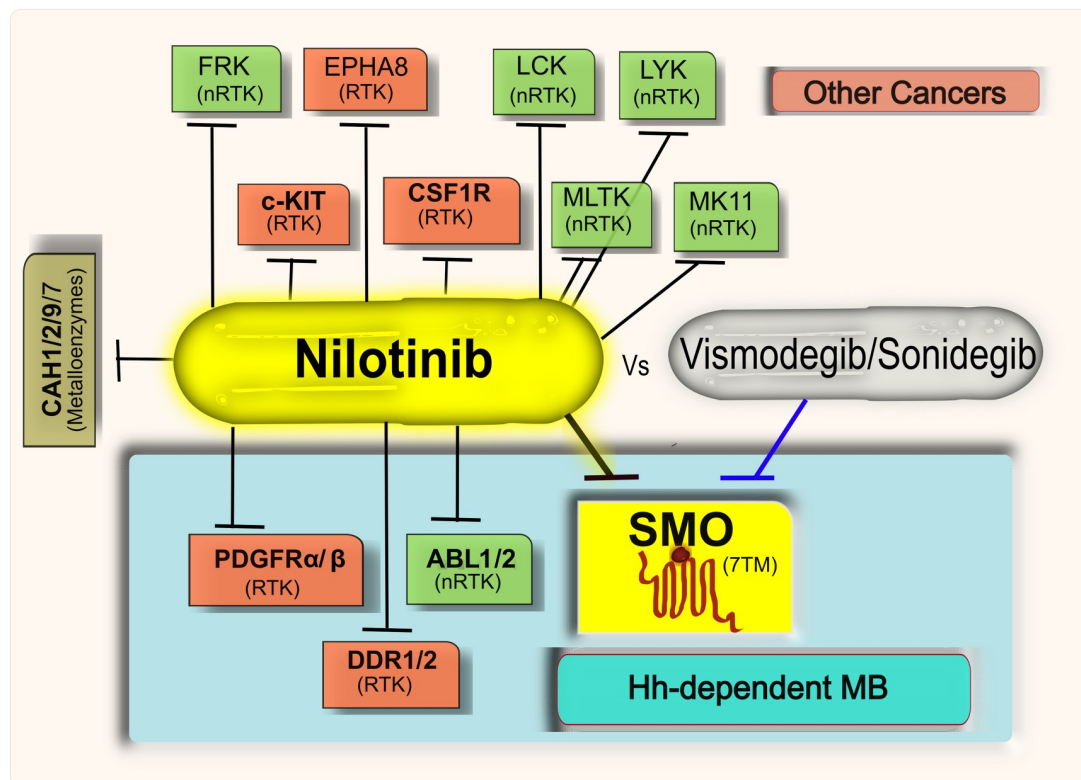 FRK
(nRTK)
EPHA8
(RTK)
LCK
(nRTK)
LYK
(nRTK)
Other Cancers
c-KIT
(RTK)
CSF1R
(RTK)
MLTK
(nRTK)
MK11
(nRTK)
CAH1/2/9/7
(Metalloenzymes)
Nilotinib
Vs
Vismodegib/Sonidegib
PDGFRα/ β
(RTK)
ABL1/2
(nRTK)
SMO
(7TM)
DDR1/2
(RTK)
Hh-dependent MB